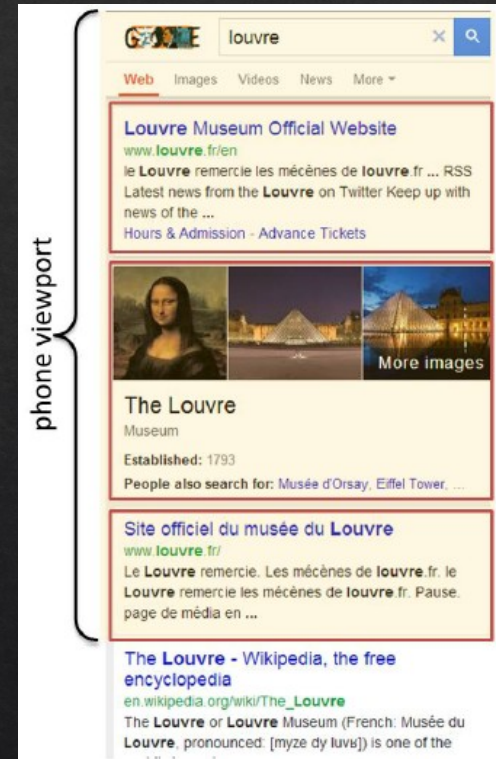 phone viewport
louvre
Web Images Videos News More
Louvre Museum Official Website
www.louvre.fr/en
le Louvre remercie les mécènes de louvre.fr ... RSS
Latest news from the Louvre on Twitter Keep up with
news of the ...
Hours & Admission - Advance Tickets
More images
The Louvre
Museum
Established: 1793
People also search for: Musée d'Orsay, Eiffel Tower, ...
Site officiel du musée du Louvre
www.louvre.fr/
Le Louvre remercie. Les mécènes de louvre.fr. le
Louvre remercie les mécènes de louvre.fr. Pause.
page de média en ...
The Louvre - Wikipedia, the free
encyclopedia
en.wikipedia.org/wiki/The_Louvre
The Louvre or Louvre Museum (French: Musée du
Louvre, pronounced: [myze dy luvʁ]) is one of the